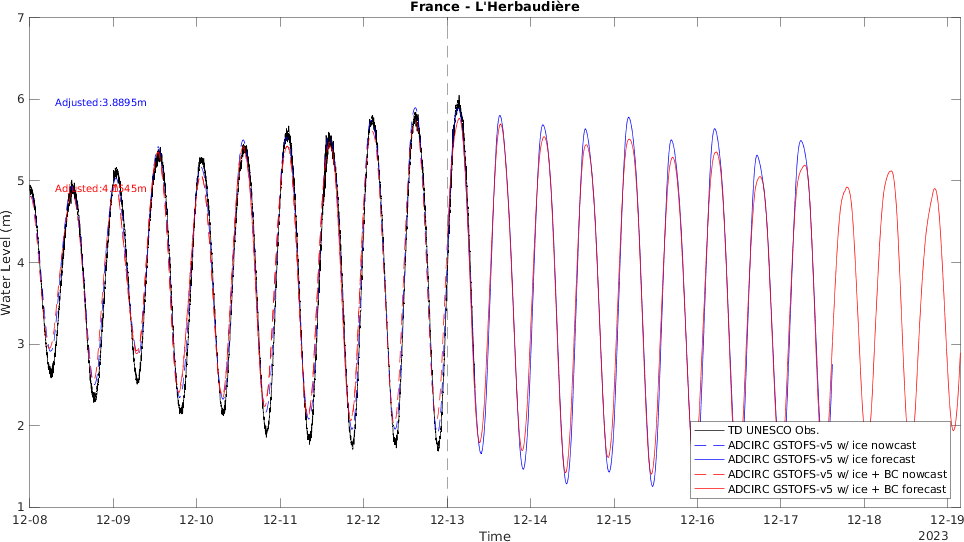 France - L'Herbaudière
7
6
5
4
3
2
1
Water Level (m)
Adjusted:3.8895m
TD UNESCO Obs.
ADCIRC GSTOFS-v5 w/ ice nowcast
ADCIRC GSTOFS-v5 w/ ice forecast
ADCIRC GSTOFS-v5 w/ ice + BC nowcast
ADCIRC GSTOFS-v5 w/ ice + BC forecast
12-08 12-09 12-10 12-11 12-12 12-13 12-14 12-15 12-16 12-17 12-18 12-19
Time
2023